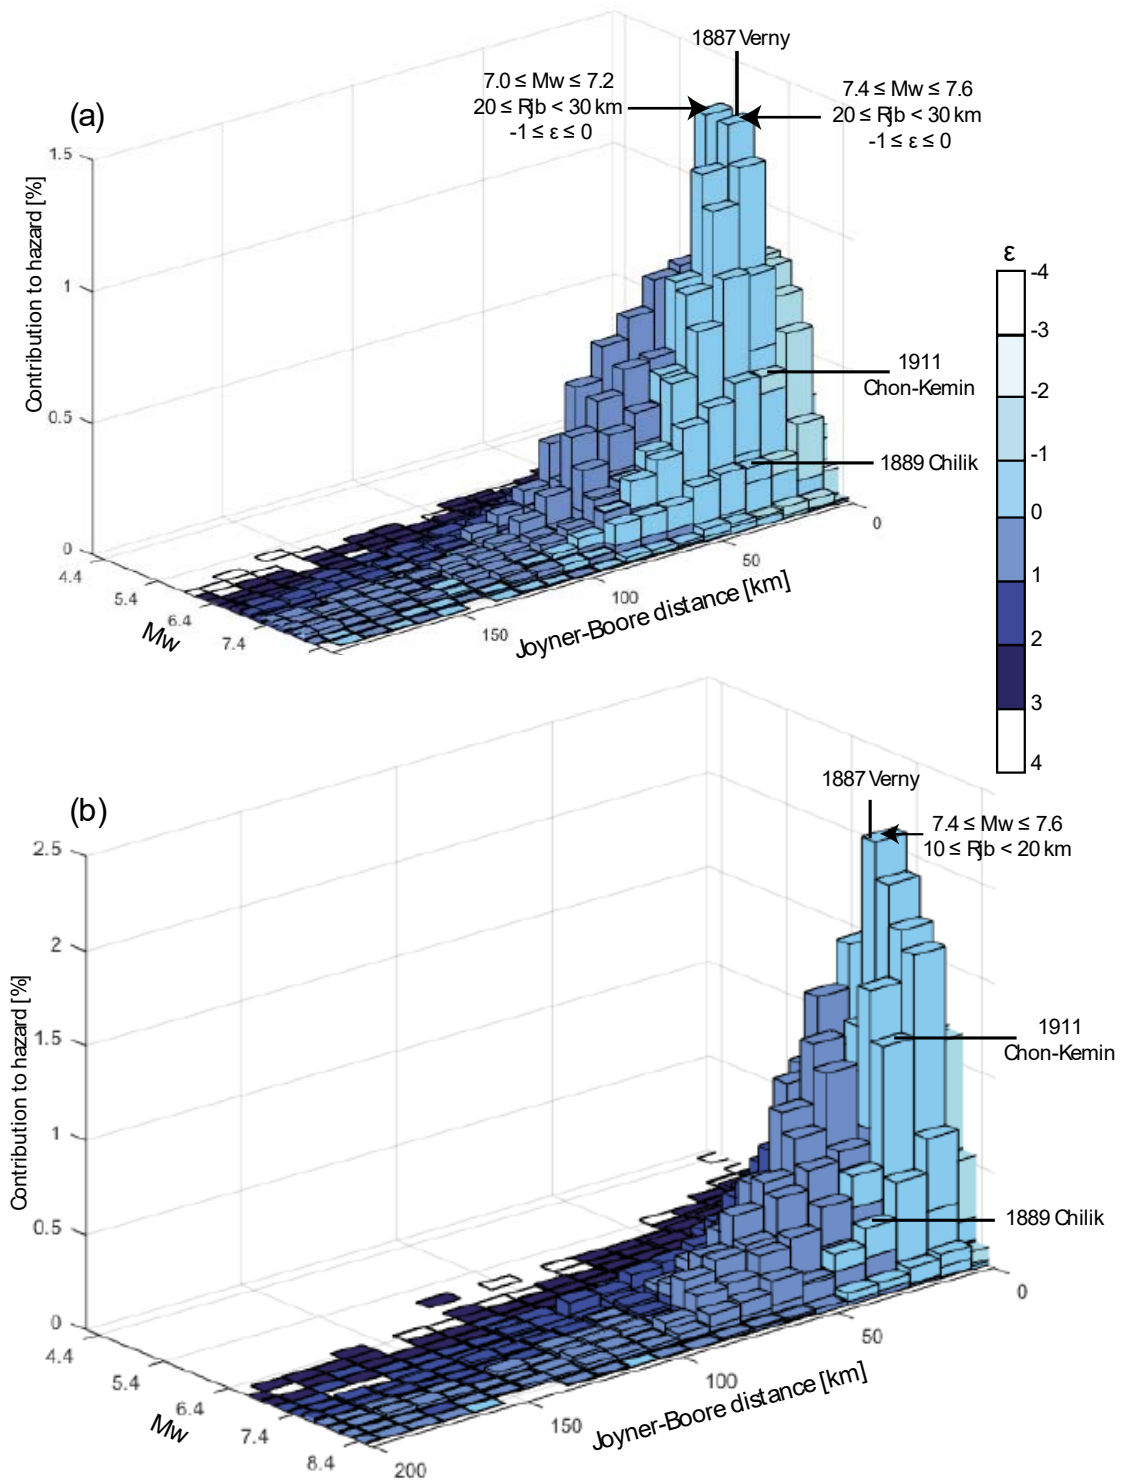 (a)
1887 Verny
7.0 ≤ Mw ≤ 7.2
20 ≤ Rjb < 30 km
-1 ≤ ε ≤ 0
7.4 ≤ Mw ≤ 7.6
20 ≤ Rjb < 30 km
-1 ≤ ε ≤ 0
1911
Chon-Kemin
1889 Chilik
Contribution to hazard [%]
1.5
1
0.5
0
4.4
5.4
6.4
7.4
Mw
150
100
50
0
Joyner-Boore distance [km]
ε
-4
-3
-2
-1
0
1
2
3
4
(b)
1887 Verny
7.4 ≤ Mw ≤ 7.6
10 ≤ Rjb < 20 km
1911
Chon-Kemin
1889 Chilik
Contribution to hazard [%]
2.5
2
1.5
1
0.5
0
4.4
5.4
6.4
7.4
8.4
Mw
200
150
100
50
0
Joyner-Boore distance [km]